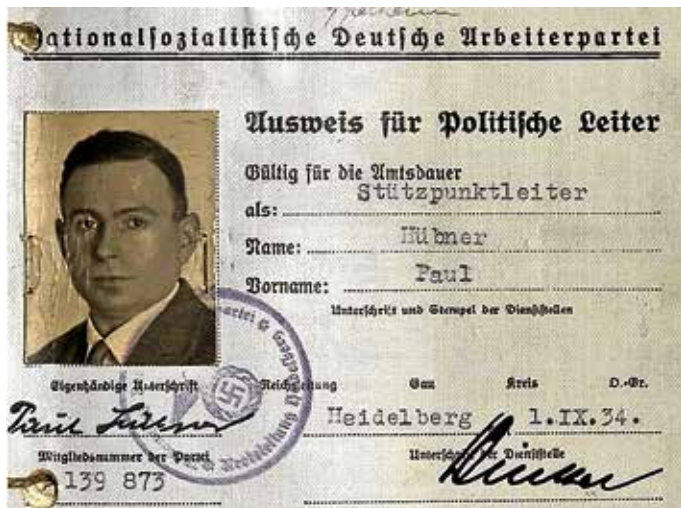 Nationalsozialistische Deutsche Arbeiterpartei
Ausweis für Politische Leiter
Gültig für die Amtsdauer
als: Stützpunktleiter
Name: Hübner
Vorname: Paul
Unterschrift und Stempel der Dienststellen
Eigenhändige Unterschrift Reichsleitung Gau Kreis O.-Gr.
Paul Hübner Heidelberg 1.IX.34.
Mitgliedsnummer der Partei Unterschrift der Dienststelle
139 873